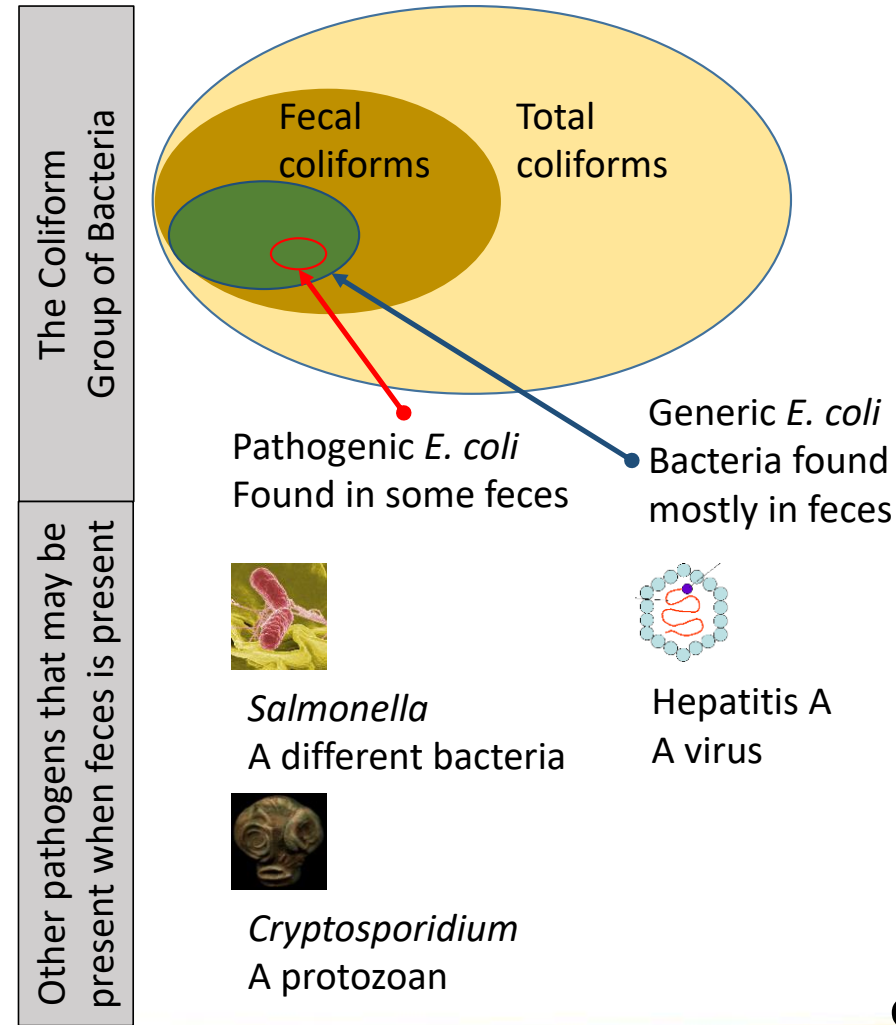 The Coliform
Group of Bacteria
Fecal
coliforms
Total
coliforms
Pathogenic E. coli
Found in some feces
Generic E. coli
Bacteria found
mostly in feces
Other pathogens that may be
present when feces is present
Salmonella
A different bacteria
Hepatitis A
A virus
Cryptosporidium
A protozoan